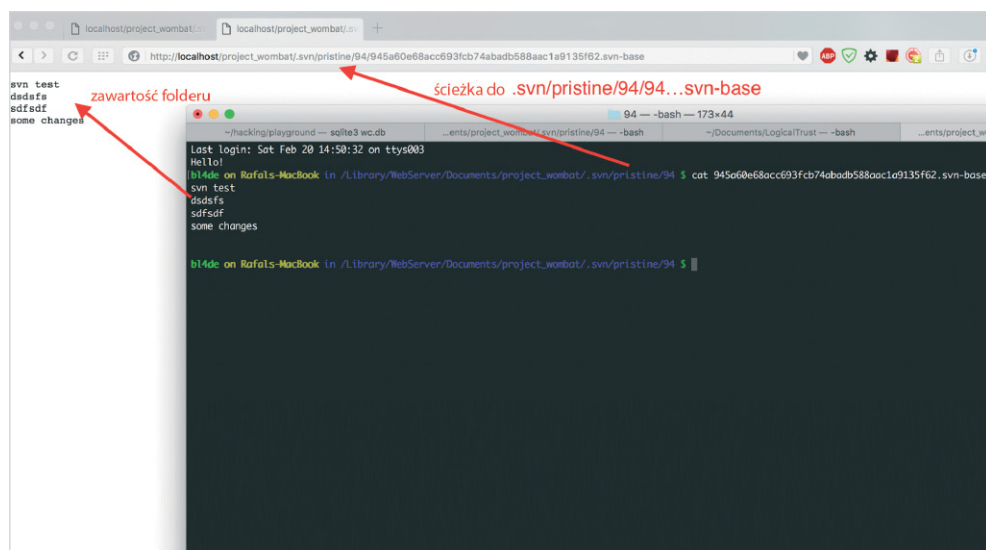 localhost/project_wombat/.sv
localhost/project_wombat/.sv
http://localhost/project_wombat/.svn/pristine/94/945a60e68acc693fcb74abadb588aac1a9135f62.svn-base
ABP
svn test
dsdsfs
sdfsdf
some changes
zawartość folderu
ścieżka do .svn/pristine/94/94...svn-base
94 — -bash — 173×44
~/hacking/playground — sqlite3 wc.db
...ents/project_wombat/.svn/pristine/94 — -bash
~/Documents/LogicalTrust — -bash
...ents/project_w
Last login: Sat Feb 20 14:50:32 on ttys003
Hello!
[bl4de on Rafals-MacBook in /Library/WebServer/Documents/project_wombat/.svn/pristine/94 $ cat 945a60e68acc693fcb74abadb588aac1a9135f62.svn-base
svn test
dsdsfs
sdfsdf
some changes
bl4de on Rafals-MacBook in /Library/WebServer/Documents/project_wombat/.svn/pristine/94 $